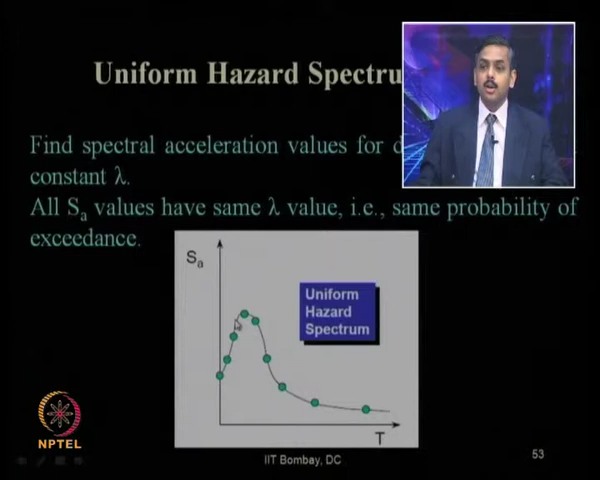 Uniform Hazard
Find spectral acceleration values for
constant λ.
All Sa values have same λ value, i.e., same probability of
exceedance.
Sa
Uniform
Hazard
Spectrum
T
NPTEL
IIT Bombay, DC
53